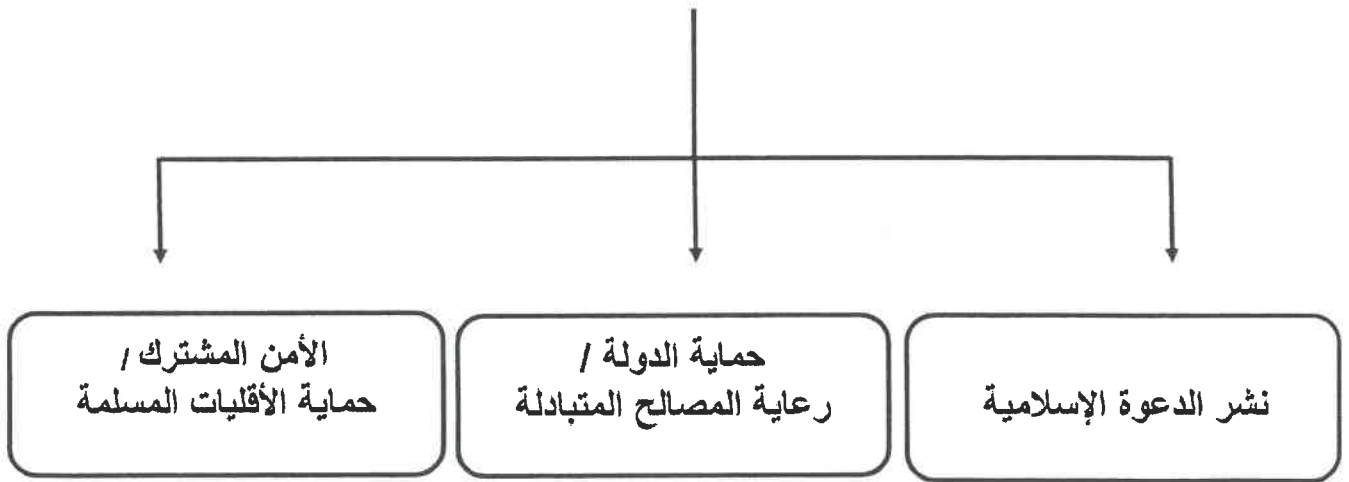 نشر الدعوة الإسلامية
حماية الدولة /
رعاية المصالح المتبادلة
الأمن المشترك /
حماية الأقليات المسلمة